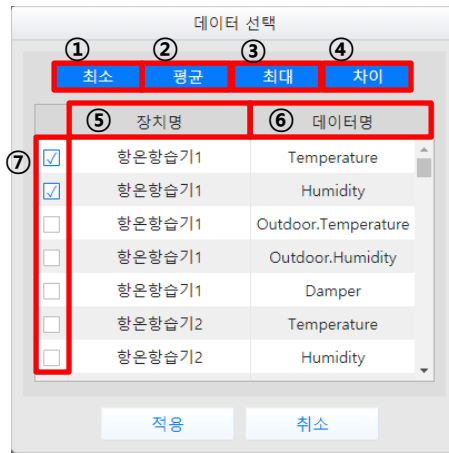 데이터 선택
① ② ③ ④
최소 평균 최대 차이
⑤ 장치명 ⑥ 데이터명
⑦ 항온항습기1 Temperature
항온항습기1 Humidity
항온항습기1 Outdoor.Temperature
항온항습기1 Outdoor.Humidity
항온항습기1 Damper
항온항습기2 Temperature
항온항습기2 Humidity
적용 취소